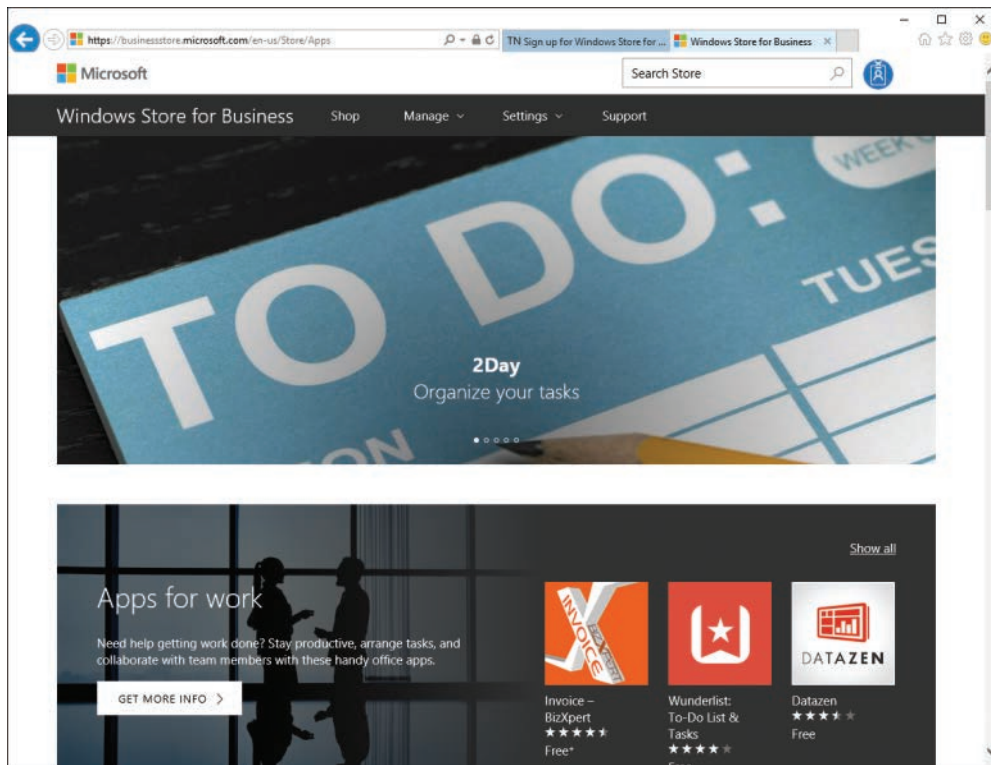 https://businessstore.microsoft.com/en-us/Store/Apps
TN Sign up for Windows Store for ...
Windows Store for Business
Microsoft
Search Store
Windows Store for Business
Shop
Manage
Settings
Support
WEEK
TO DO:
TUES
2Day
Organize your tasks
ON
Show all
Apps for work
Need help getting work done? Stay productive, arrange tasks, and
collaborate with team members with these handy office apps.
GET MORE INFO
INVOICE
BIZXPERT
DATAZEN
Invoice –
BizXpert
Free*
Wunderlist:
To-Do List &
Tasks
Datazen
Free